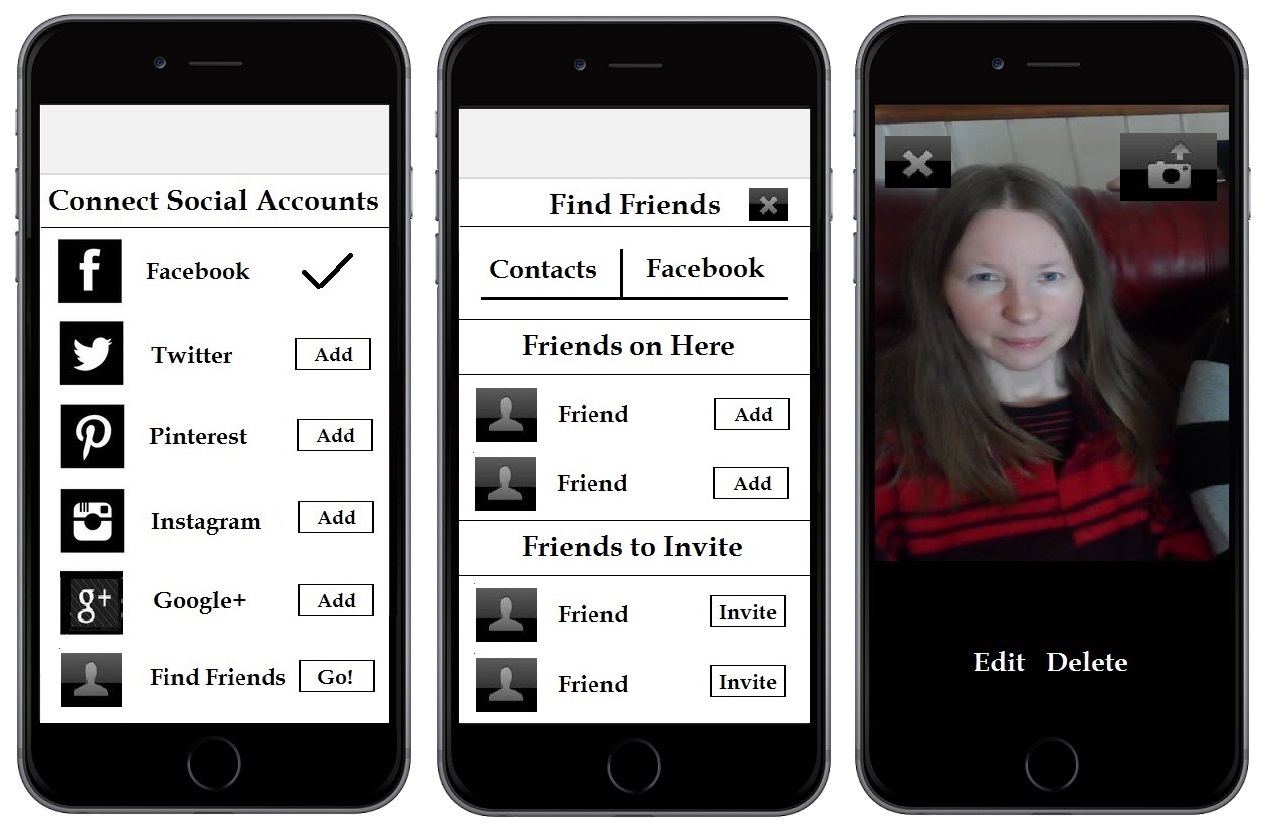 Connect Social Accounts
Facebook
Twitter Add
Pinterest Add
Instagram Add
g+ Google+ Add
Find Friends Go!
Find Friends
Contacts Facebook
Friends on Here
Friend Add
Friend Add
Friends to Invite
Friend Invite
Friend Invite
Edit Delete